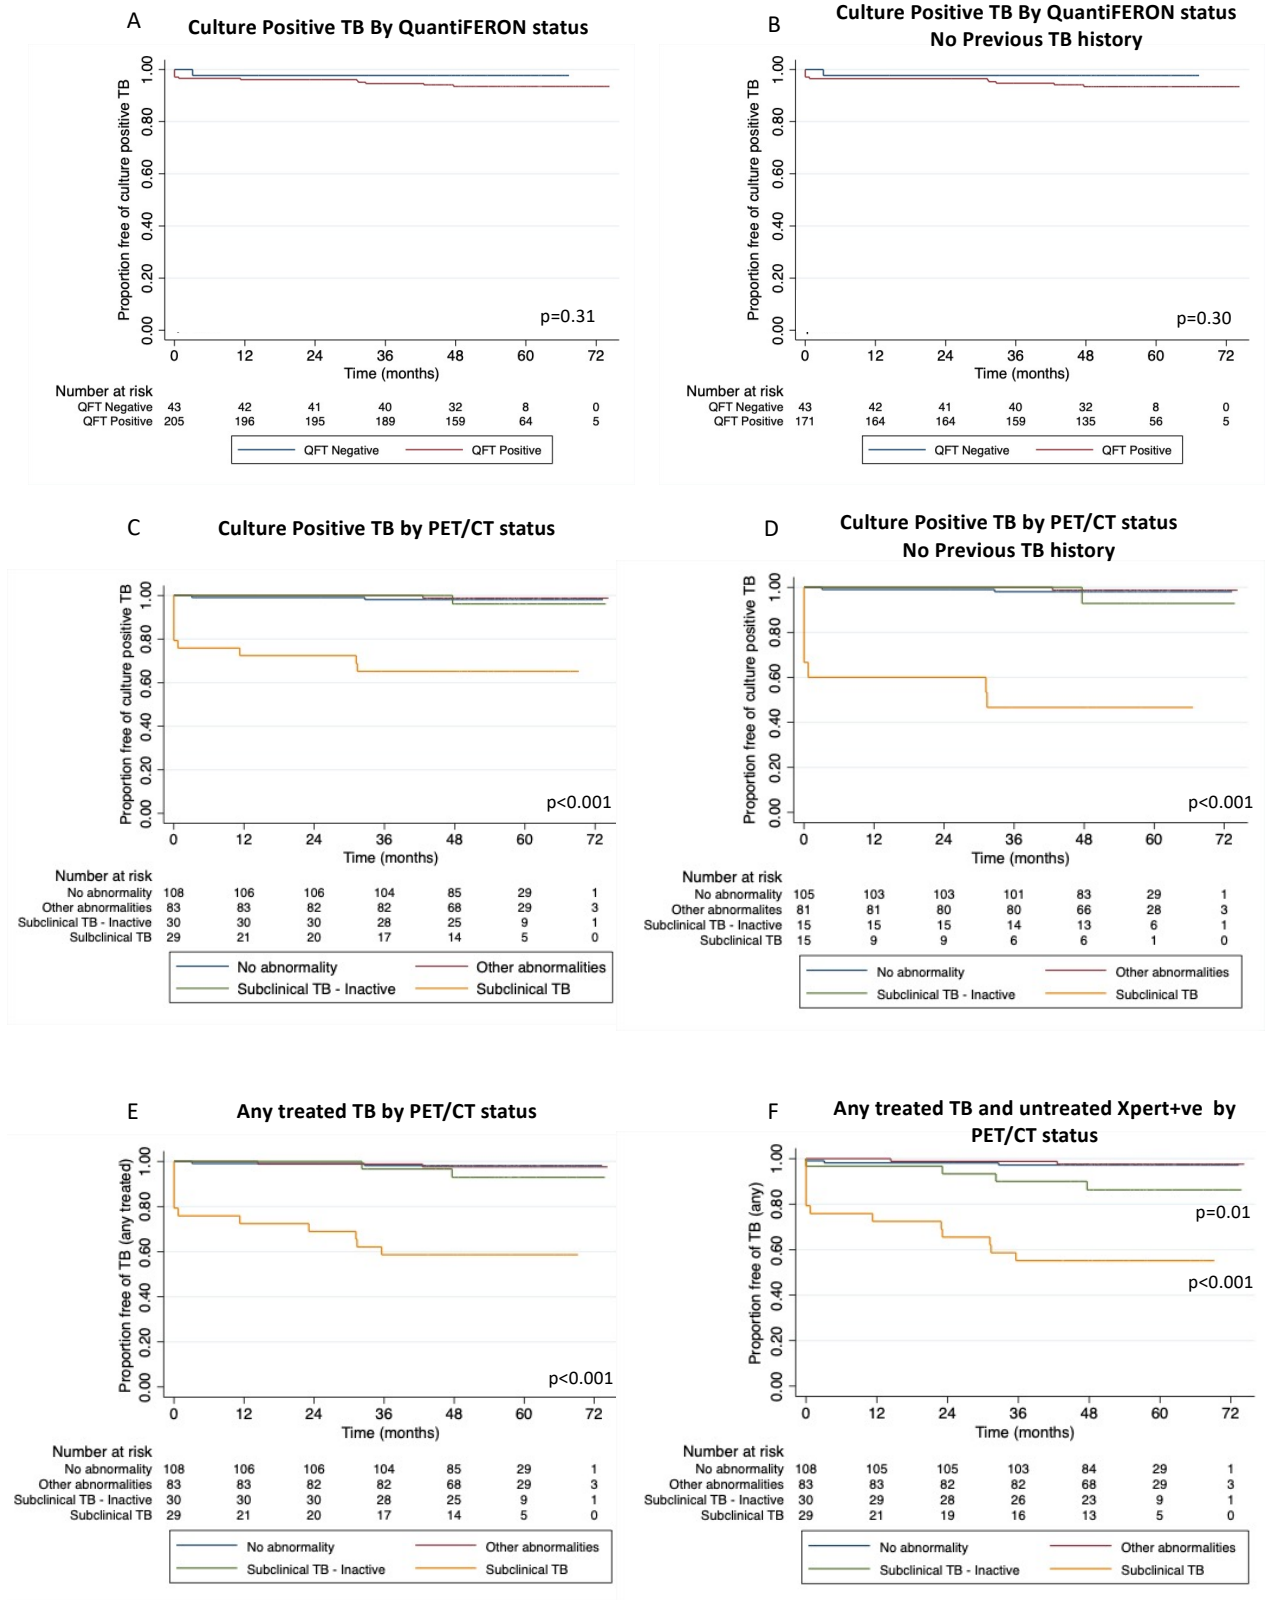 A
Culture Positive TB By QuantiFERON status
Proportion free of culture positive TB
1.00
0.80
0.60
0.40
0.20
0.00
p=0.31
0 12 24 36 48 60 72
Time (months)
Number at risk
QFT Negative 43 42 41 40 32 8 0
QFT Positive 205 196 195 189 159 64 5
QFT Negative QFT Positive
B
Culture Positive TB By QuantiFERON status
No Previous TB history
Proportion free of culture positive TB
1.00
0.80
0.60
0.40
0.20
0.00
p=0.30
0 12 24 36 48 60 72
Time (months)
Number at risk
QFT Negative 43 42 41 40 32 8 0
QFT Positive 171 164 164 159 135 56 5
QFT Negative QFT Positive
C
Culture Positive TB by PET/CT status
Proportion free of culture positive TB
1.00
0.80
0.60
0.40
0.20
0.00
p<0.001
0 12 24 36 48 60 72
Time (months)
Number at risk
No abnormality 108 106 106 104 85 29 1
Other abnormalities 83 83 82 82 68 29 3
Subclinical TB - Inactive 30 30 30 28 25 9 1
Sulbclinical TB 29 21 20 17 14 5 0
No abnormality Other abnormalities
Subclinical TB - Inactive Subclinical TB
D
Culture Positive TB by PET/CT status
No Previous TB history
Proportion free of culture positive TB
1.00
0.80
0.60
0.40
0.20
0.00
p<0.001
0 12 24 36 48 60 72
Time (months)
Number at risk
No abnormality 105 103 103 101 83 29 1
Other abnormalites 81 81 80 80 66 28 3
Subclinical TB - Inactive 15 15 15 14 13 6 1
Subclinical TB 15 9 9 6 6 1 0
No abnormality Other abnormalities
Subclinical TB - Inactive Subclinical TB
E
Any treated TB by PET/CT status
Proportion free of TB (any treated)
1.00
0.80
0.60
0.40
0.20
0.00
p<0.001
0 12 24 36 48 60 72
Time (months)
Number at risk
No abnormality 108 106 106 104 85 29 1
Other abnormalities 83 83 82 82 68 29 3
Subclinical TB - Inactive 30 30 30 28 25 9 1
Subclinical TB 29 21 20 17 14 5 0
No abnormality Other abnormalities
Subclinical TB - Inactive Subclinical TB
F
Any treated TB and untreated Xpert+ve by
PET/CT status
Proportion free of TB (any)
1.00
0.80
0.60
0.40
0.20
0.00
p=0.01
p<0.001
0 12 24 36 48 60 72
Time (months)
Number at risk
No abnormality 108 105 105 103 84 29 1
Other abnormalities 83 83 82 82 68 29 3
Subclinical TB - Inactive 30 29 28 26 23 9 1
Subclinical TB 29 21 19 16 13 5 0
No abnormality Other abnormalities
Subclinical TB - Inactive Subclinical TB